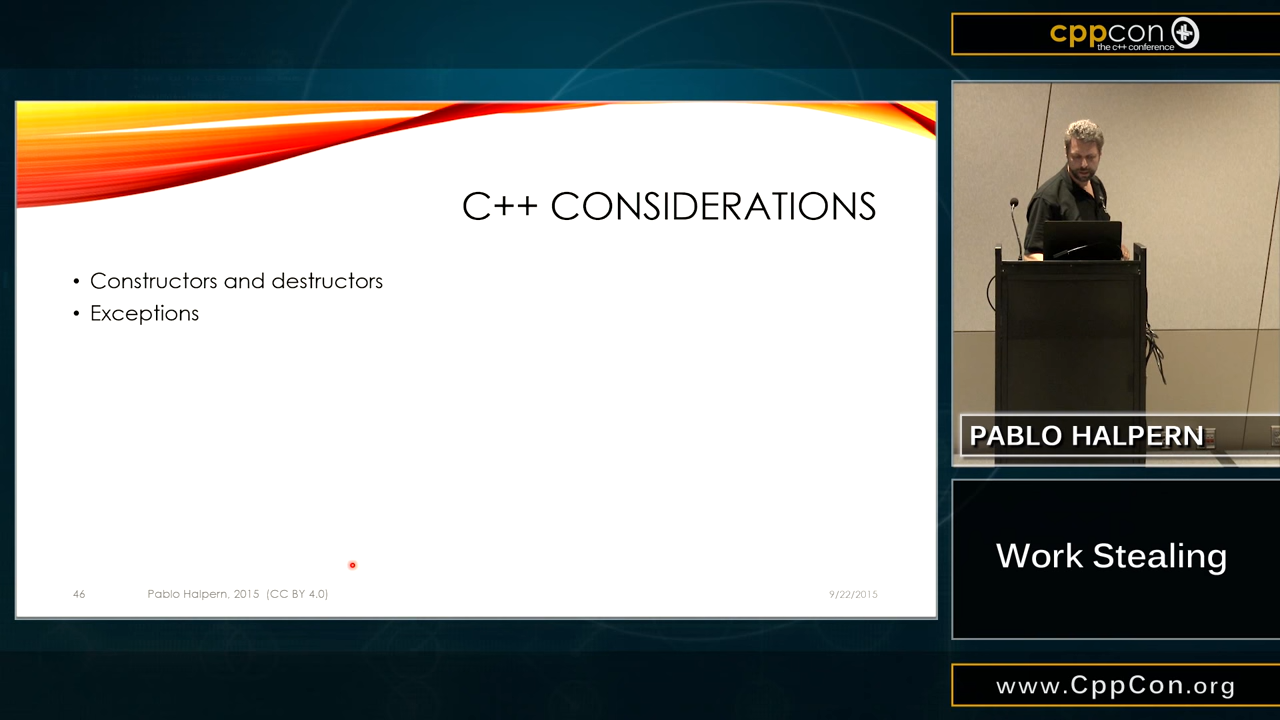 cppcon
the c++ conference
C++ CONSIDERATIONS
• Constructors and destructors
• Exceptions
46 Pablo Halpern, 2015 (CC BY 4.0) 9/22/2015
PABLO HALPERN
Work Stealing
www.CppCon.org